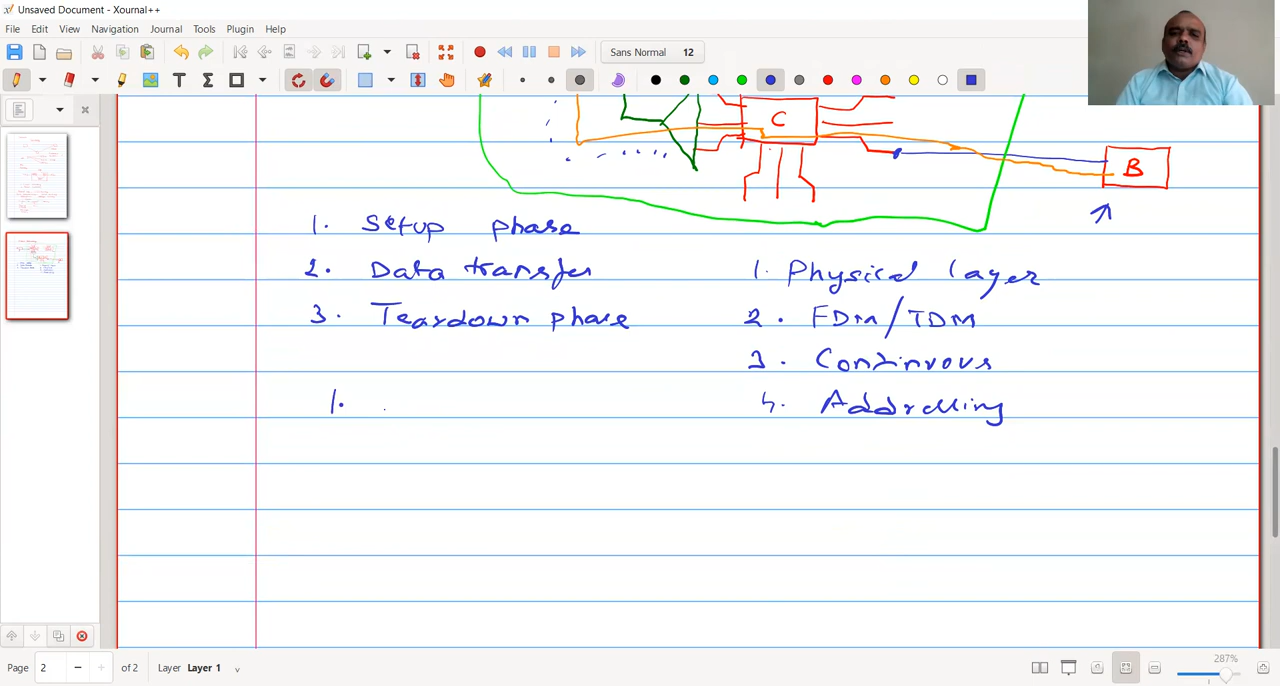 Unsaved Document - Xournal++
File Edit View Navigation Journal Tools Plugin Help
Sans Normal 12
C
B
1. Setup phase
2. Data transfer
3. Teardown phase
1.
1. Physical layer
2. FDM/TDM
3. Continuous
4. Addressing
Page 2 of 2 Layer Layer 1
287%